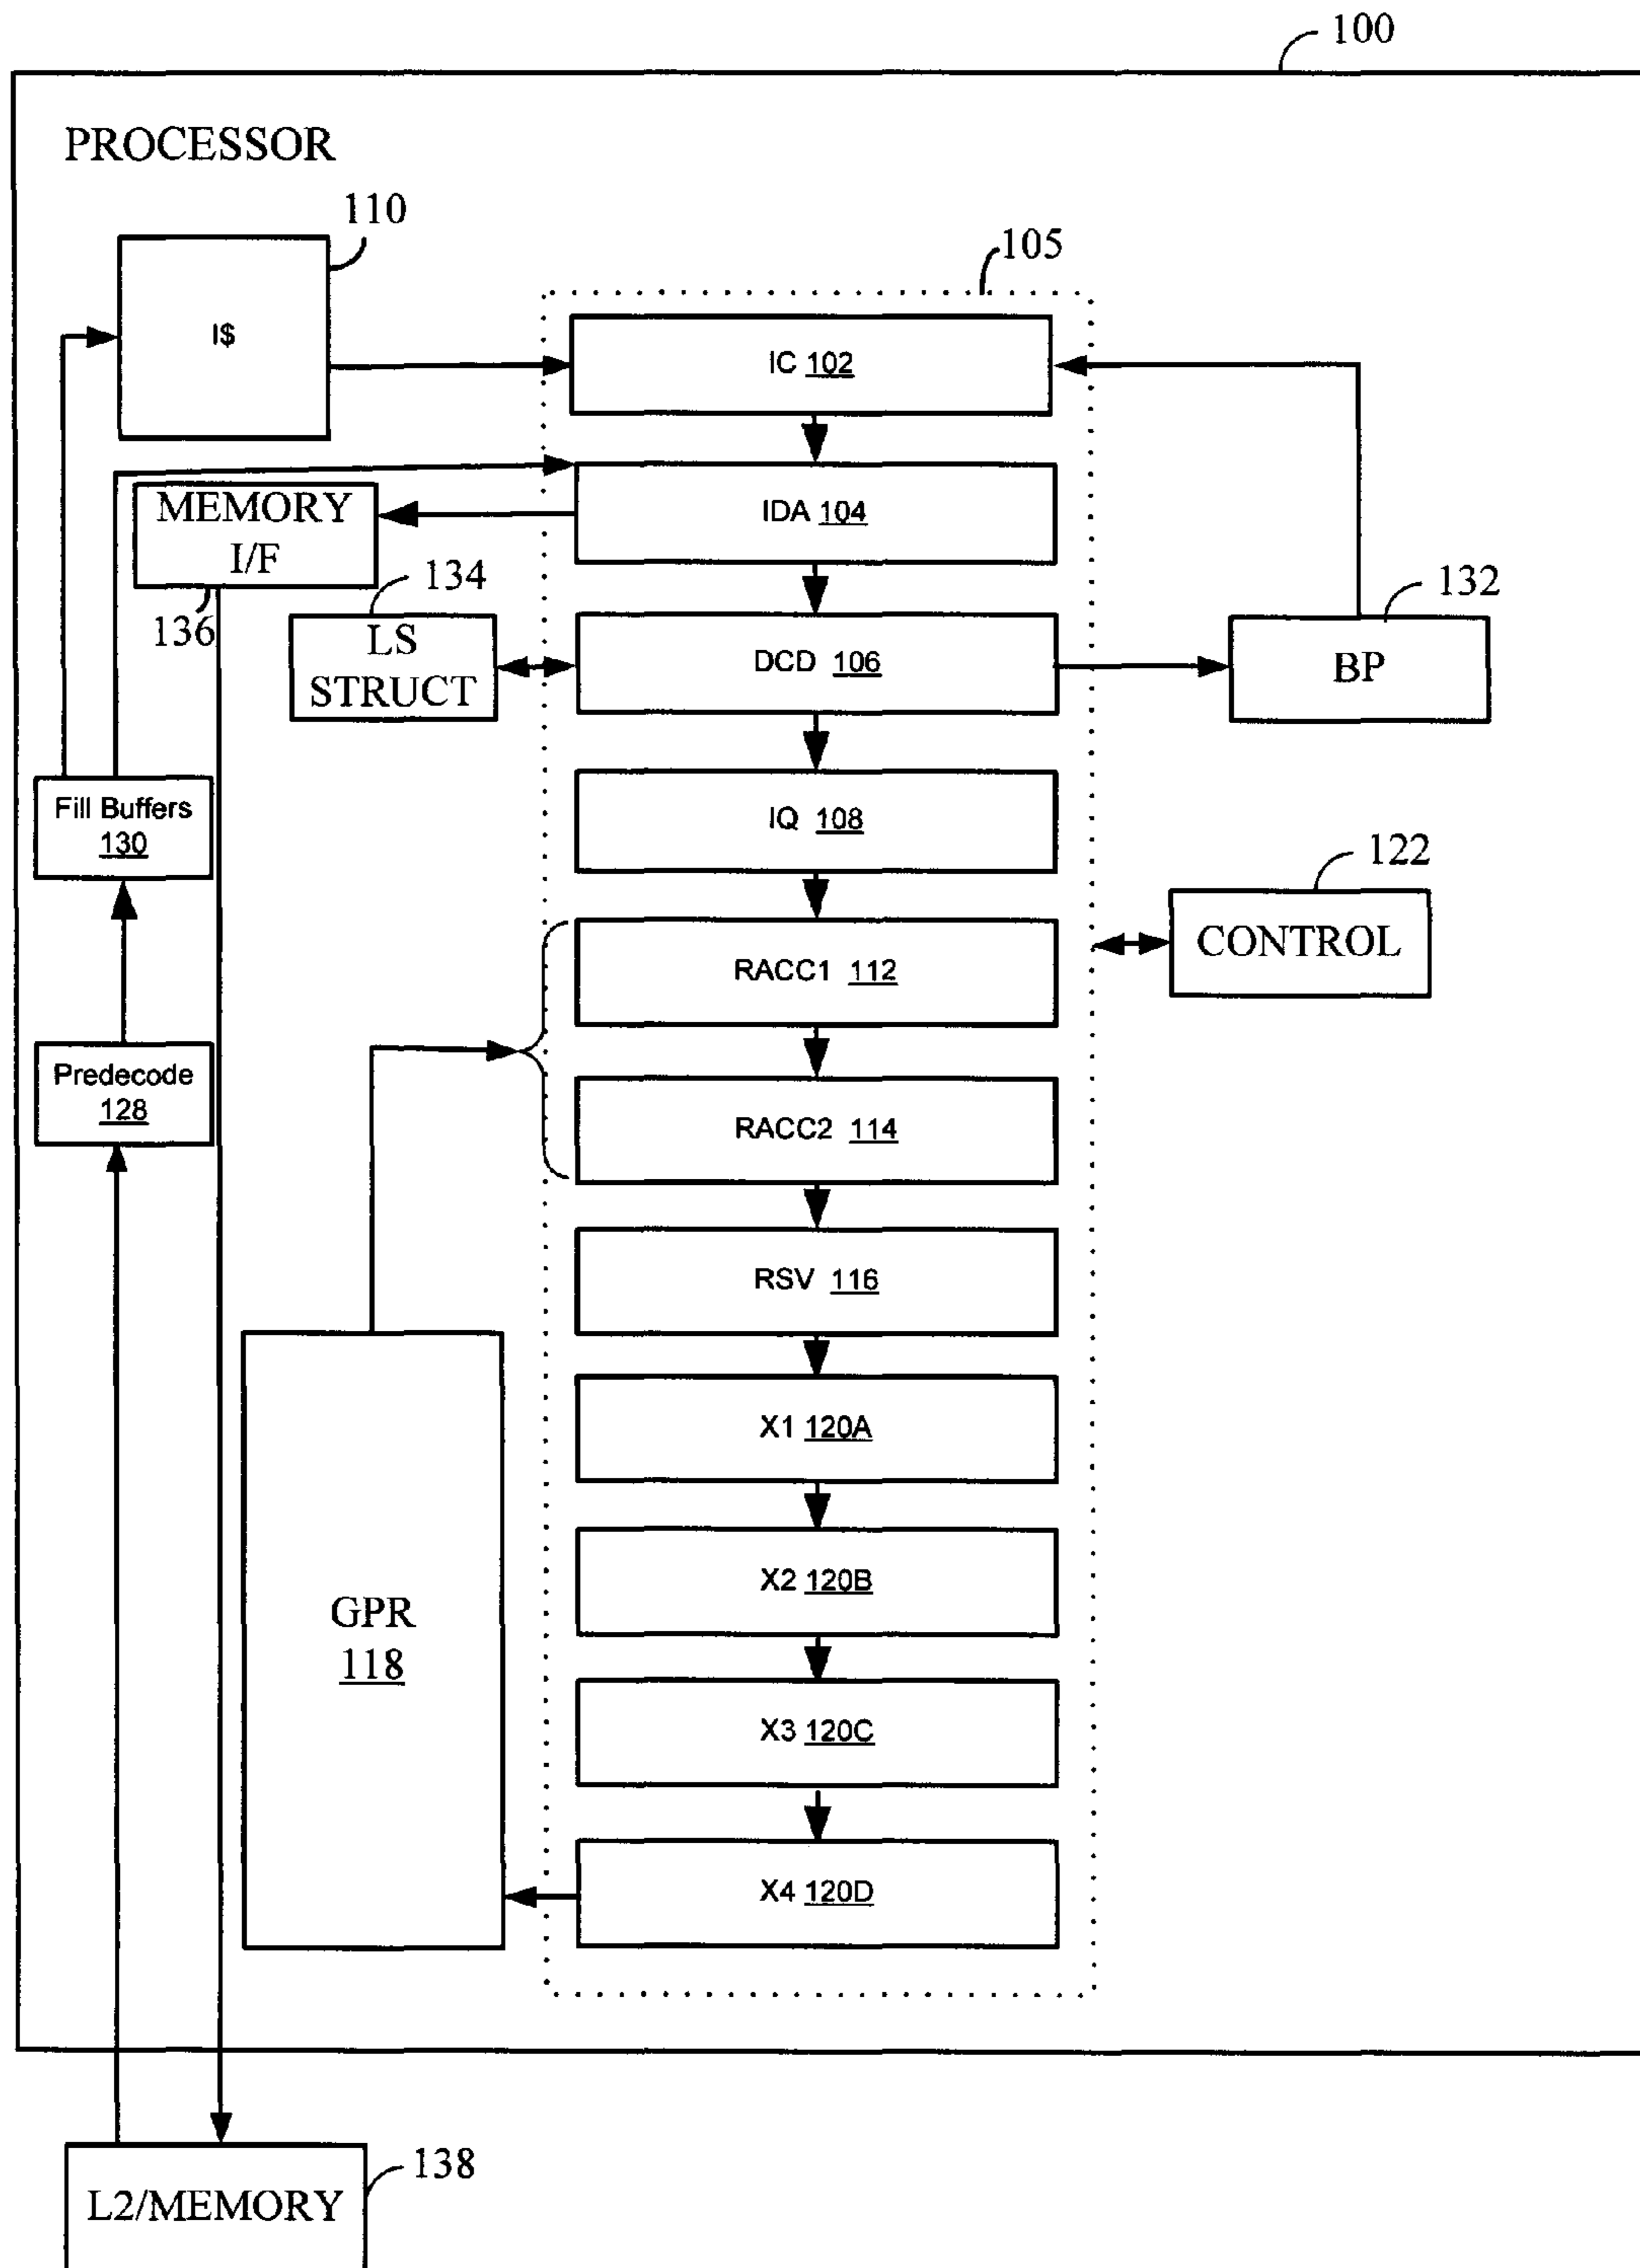 100
PROCESSOR
110
I$
105
IC 102
IDA 104
MEMORY
I/F
136
134
LS
STRUCT
DCD 106
132
BP
Fill Buffers
130
IQ 108
122
CONTROL
RACC1 112
Predecode
128
RACC2 114
RSV 116
GPR
118
X1 120A
X2 120B
X3 120C
X4 120D
138
L2/MEMORY